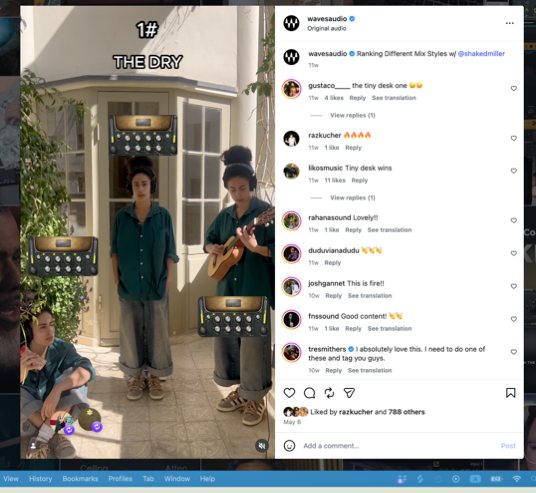 1#
THE DRY
wavesaudio
Original audio
wavesaudio Ranking Different Mix Styles w/ @shakedmiller
11w
gustaco____ the tiny desk one 😍😍
11w 4 likes Reply See translation
View replies (1)
razkucher 🔥🔥🔥🔥
11w 1 like Reply
likosmusic Tiny desk wins
11w 11 likes Reply
View replies (1)
rahanasound Lovely!!
11w 1 like Reply See translation
duduvianadudu 👏👏👏
11w Reply
joshgannet This is fire!!
10w Reply See translation
fnssound Good content! 👏👏
11w 1 like Reply See translation
tresmithers I absolutely love this. I need to do one of
these and tag you guys.
10w Reply See translation
Liked by razkucher and 788 others
May 6
Add a comment...
Post
View History Bookmarks Profiles Tab Window Help